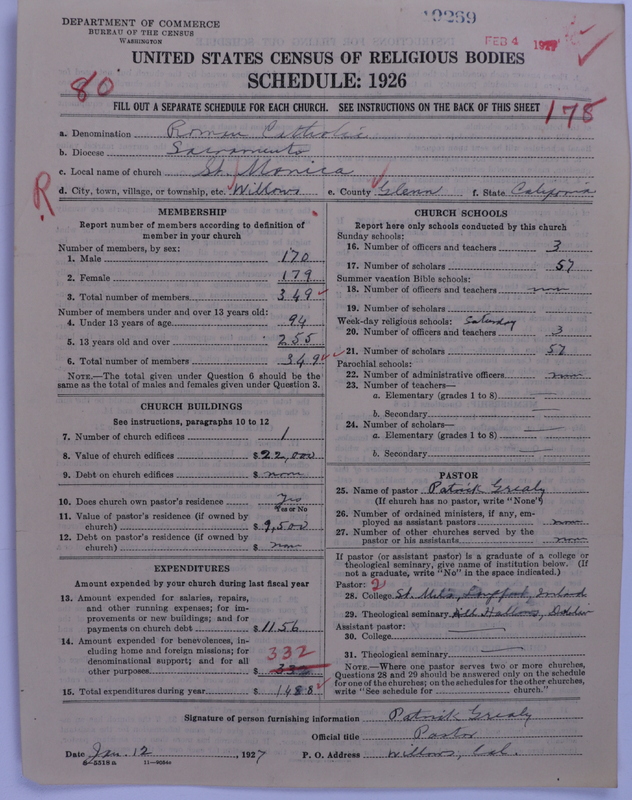 DEPARTMENT OF COMMERCE
BUREAU OF THE CENSUS
WASHINGTON
19269
FEB 4 1927
UNITED STATES CENSUS OF RELIGIOUS BODIES
SCHEDULE: 1926
80
FILL OUT A SEPARATE SCHEDULE FOR EACH CHURCH. SEE INSTRUCTIONS ON THE BACK OF THIS SHEET
178
a. Denomination Roman Catholic
b. Diocese Sacramento
c. Local name of church St. Monica
R
d. City, town, village, or township, etc. Willows e. County Glenn f. State California
MEMBERSHIP
Report number of members according to definition of member in your church
Number of members, by sex:
1. Male 170
2. Female 179
3. Total number of members 349
Number of members under and over 13 years old:
4. Under 13 years of age 94
5. 13 years old and over 255
6. Total number of members 349
NOTE.—The total given under Question 6 should be the
same as the total of males and females given under Question 3.
CHURCH BUILDINGS
See instructions, paragraphs 10 to 12
7. Number of church edifices 1
8. Value of church edifices $22,000
9. Debt on church edifices $ none
10. Does church own pastor's residence Yes
Yes or No
11. Value of pastor's residence (if owned by
church) $9,500
12. Debt on pastor's residence (if owned by
church) $ none
EXPENDITURES
Amount expended by your church during last fiscal year
13. Amount expended for salaries, repairs,
and other running expenses; for im-
provements or new buildings; and for
payments on church debt $1156
14. Amount expended for benevolences, in-
cluding home and foreign missions; for
denominational support; and for all
332
other purposes $ 332
15. Total expenditures during year $ 1488
CHURCH SCHOOLS
Report here only schools conducted by this church
Sunday schools:
16. Number of officers and teachers 3
17. Number of scholars 57
Summer vacation Bible schools:
18. Number of officers and teachers none
19. Number of scholars
Week-day religious schools: Saturday
20. Number of officers and teachers 3
21. Number of scholars 57
Parochial schools:
22. Number of administrative officers none
23. Number of teachers—
a. Elementary (grades 1 to 8)
b. Secondary
24. Number of scholars—
a. Elementary (grades 1 to 8)
b. Secondary
PASTOR
25. Name of pastor Patrick Grealy
(If church has no pastor, write "None")
26. Number of ordained ministers, if any, em-
ployed as assistant pastors none
27. Number of other churches served by the
pastor or his assistants none
If pastor (or assistant pastor) is a graduate of a college or
theological seminary, give name of institution below. (If
not a graduate, write "No" in the space indicated.)
Pastor: 2
28. College St. Mel's, Longford, Ireland
29. Theological seminary All Hallows, Dublin
Assistant pastor:
30. College
31. Theological seminary
NOTE.—Where one pastor serves two or more churches,
Questions 28 and 29 should be answered only on the schedule
for one of the churches; on the schedules for the other churches,
write "See schedule for church."
Signature of person furnishing information Patrick Grealy
Official title Pastor
Date Jan. 12, 1927 P. O. Address Willows, Cal.
8-5518a 11-9084a